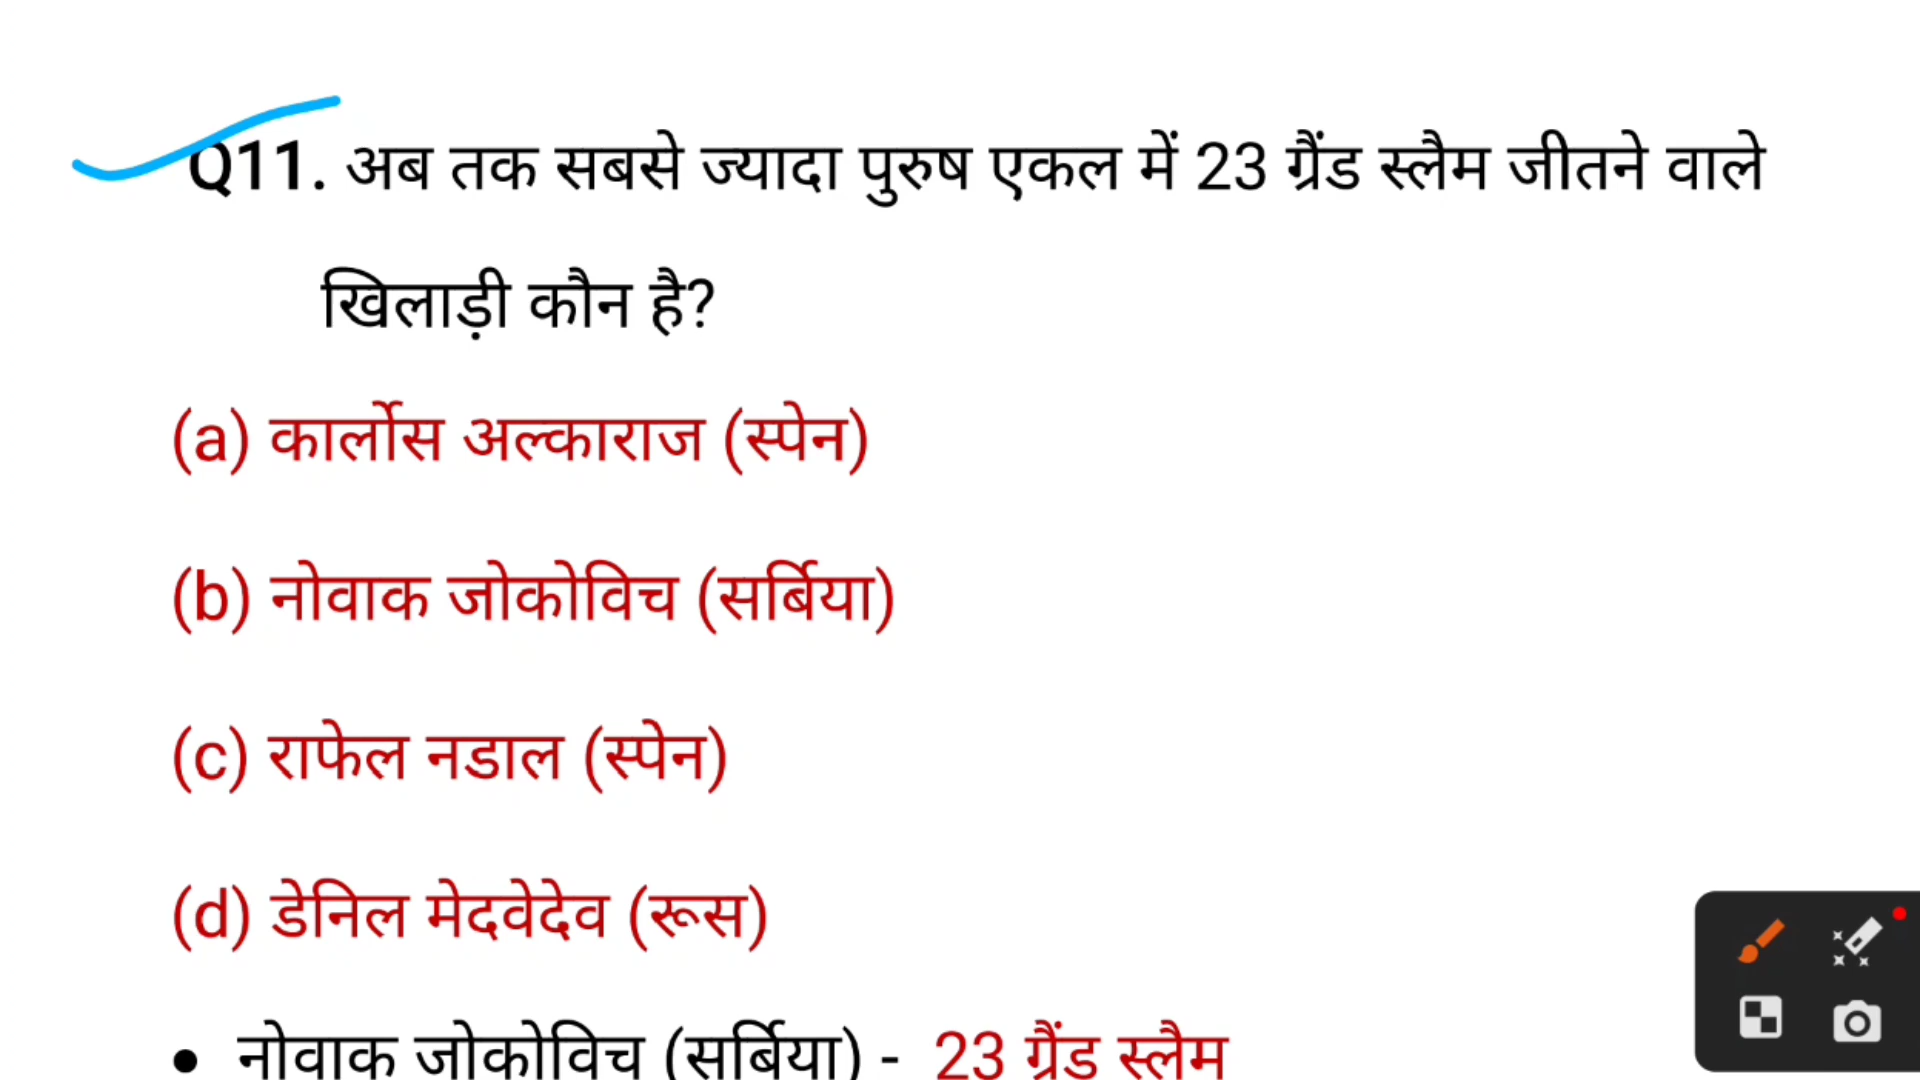 Q11. अब तक सबसे ज्यादा पुरुष एकल में 23 ग्रैंड स्लैम जीतने वाले
खिलाड़ी कौन है?
(a) कार्लोस अल्काराज (स्पेन)
(b) नोवाक जोकोविच (सर्बिया)
(c) राफेल नडाल (स्पेन)
(d) डेनिल मेदवेदेव (रूस)
• नोवाक जोकोविच (सर्बिया) - 23 ग्रैंड स्लैम